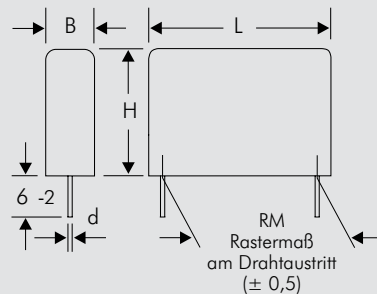 B
L
H
6 -2
d
RM
Rastermaß
am Drahtaustritt
(± 0,5)